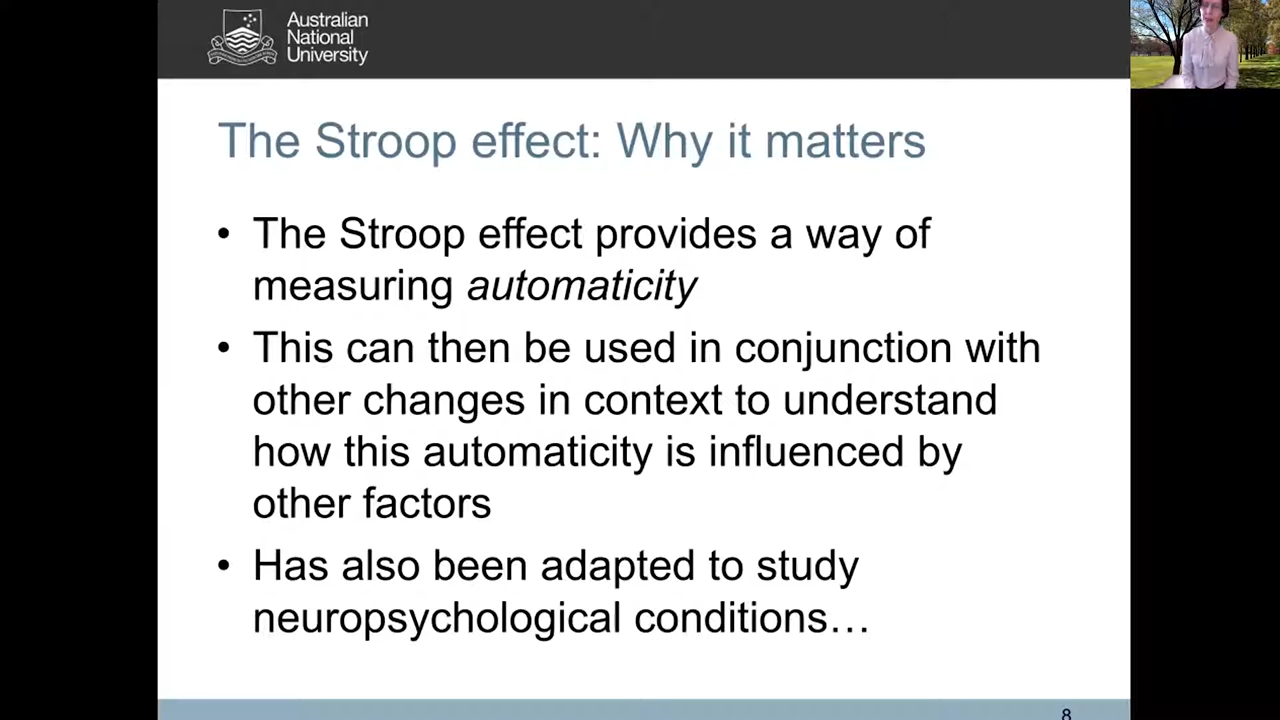 Australian
National
University
The Stroop effect: Why it matters
• The Stroop effect provides a way of
measuring automaticity
• This can then be used in conjunction with
other changes in context to understand
how this automaticity is influenced by
other factors
• Has also been adapted to study
neuropsychological conditions…
8